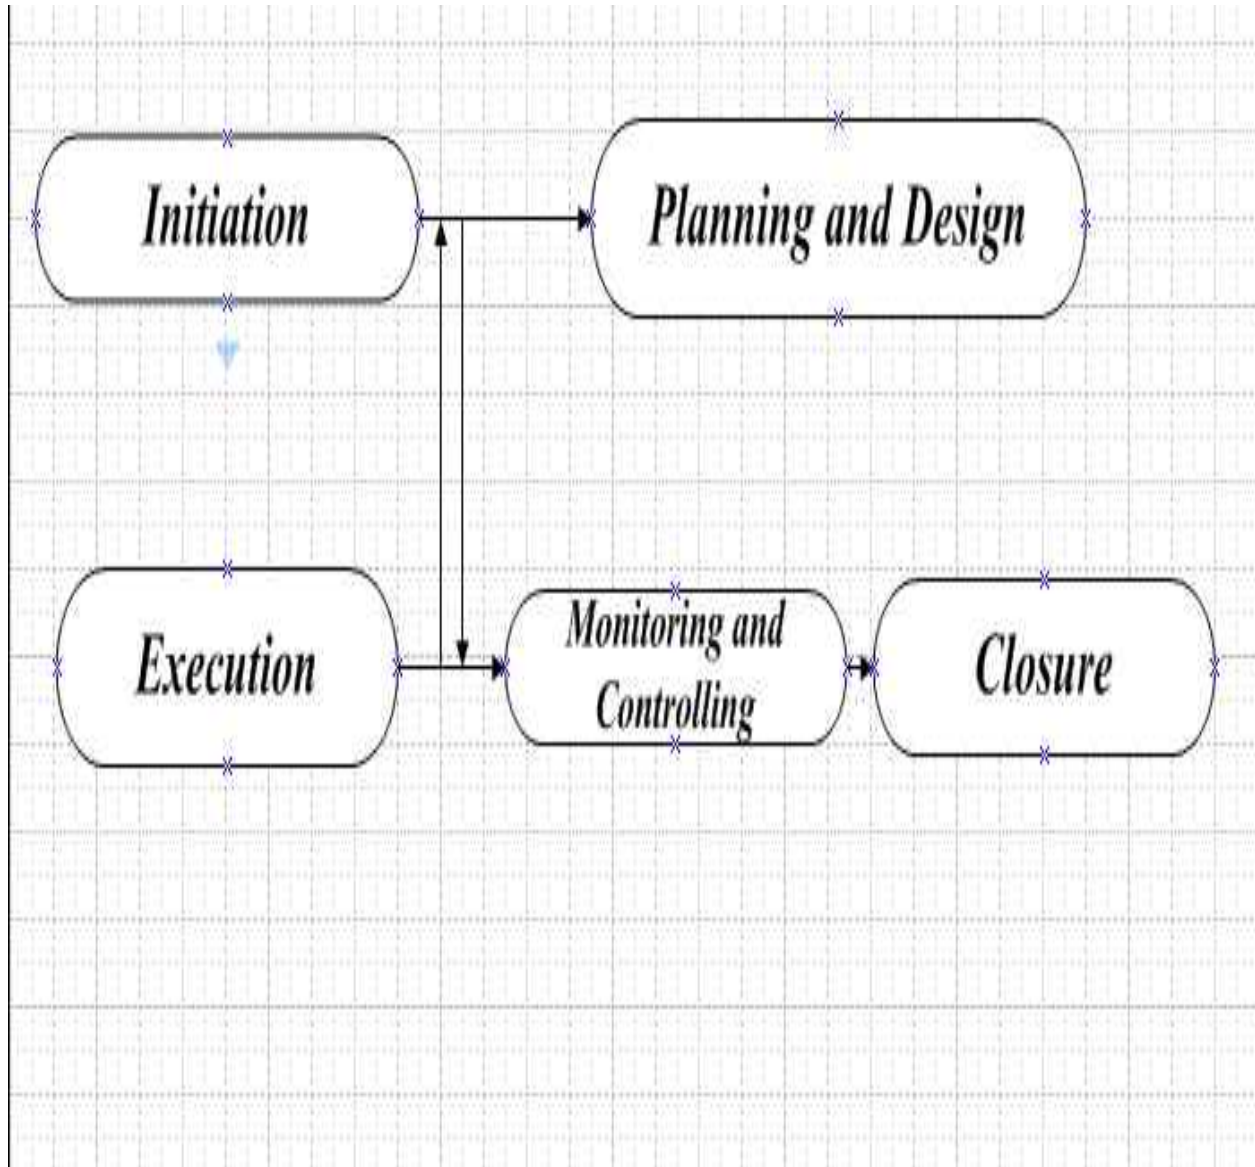 Initiation
Planning and Design
Execution
Monitoring and
Controlling
Closure